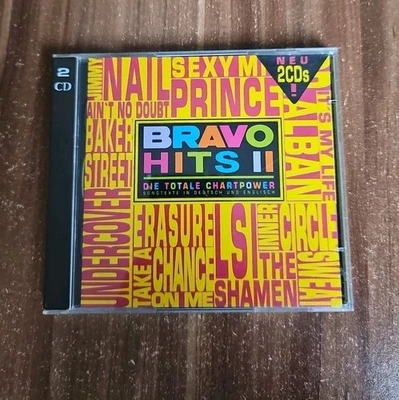 2
CD
JIMMY
NAIL
AIN'T NO DOUBT
SEXY M.F.
PRINCE
NEU
2CDs
!
IT'S MY LIFE
ALBAN
BAKER
STREET
UNDERCOVER
BRAVO
HITS II
DIE TOTALE CHARTPOWER
SONGTEXTE IN DEUTSCH UND ENGLISCH
TAKE A
CHANCE
ON ME
ERASURE
LSI
THE
SHAMEN
INNER
CIRCLE
SWEAT